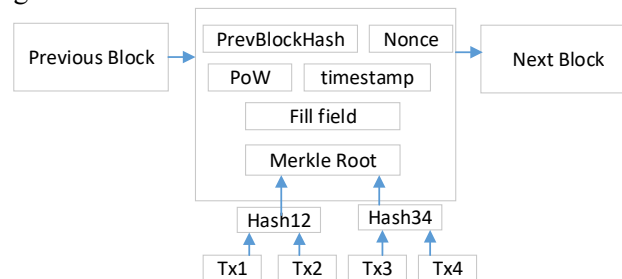 g
PrevBlockHash Nonce
Previous Block
Next Block
PoW timestamp
Fill field
Merkle Root
Hash12 Hash34
Tx1 Tx2 Tx3 Tx4